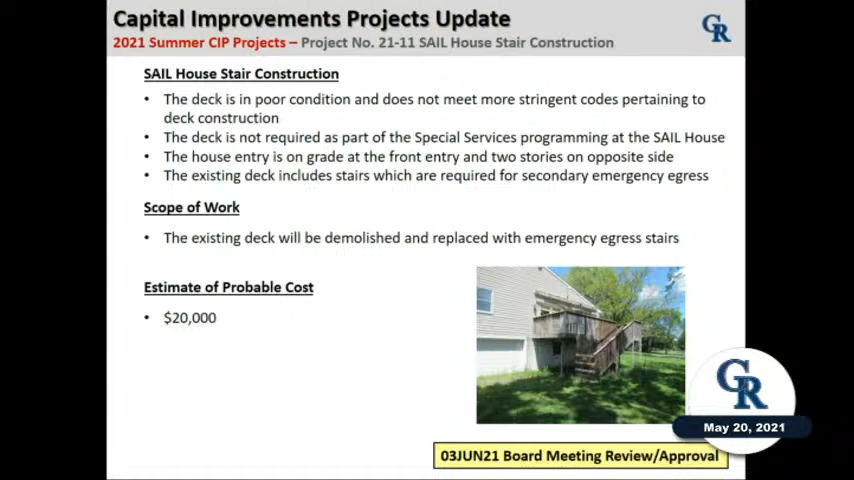 Capital Improvements Projects Update
2021 Summer CIP Projects – Project No. 21-11 SAIL House Stair Construction
GR
SAIL House Stair Construction
• The deck is in poor condition and does not meet more stringent codes pertaining to
deck construction
• The deck is not required as part of the Special Services programming at the SAIL House
• The house entry is on grade at the front entry and two stories on opposite side
• The existing deck includes stairs which are required for secondary emergency egress
Scope of Work
• The existing deck will be demolished and replaced with emergency egress stairs
Estimate of Probable Cost
• $20,000
GR
May 20, 2021
03JUN21 Board Meeting Review/Approval